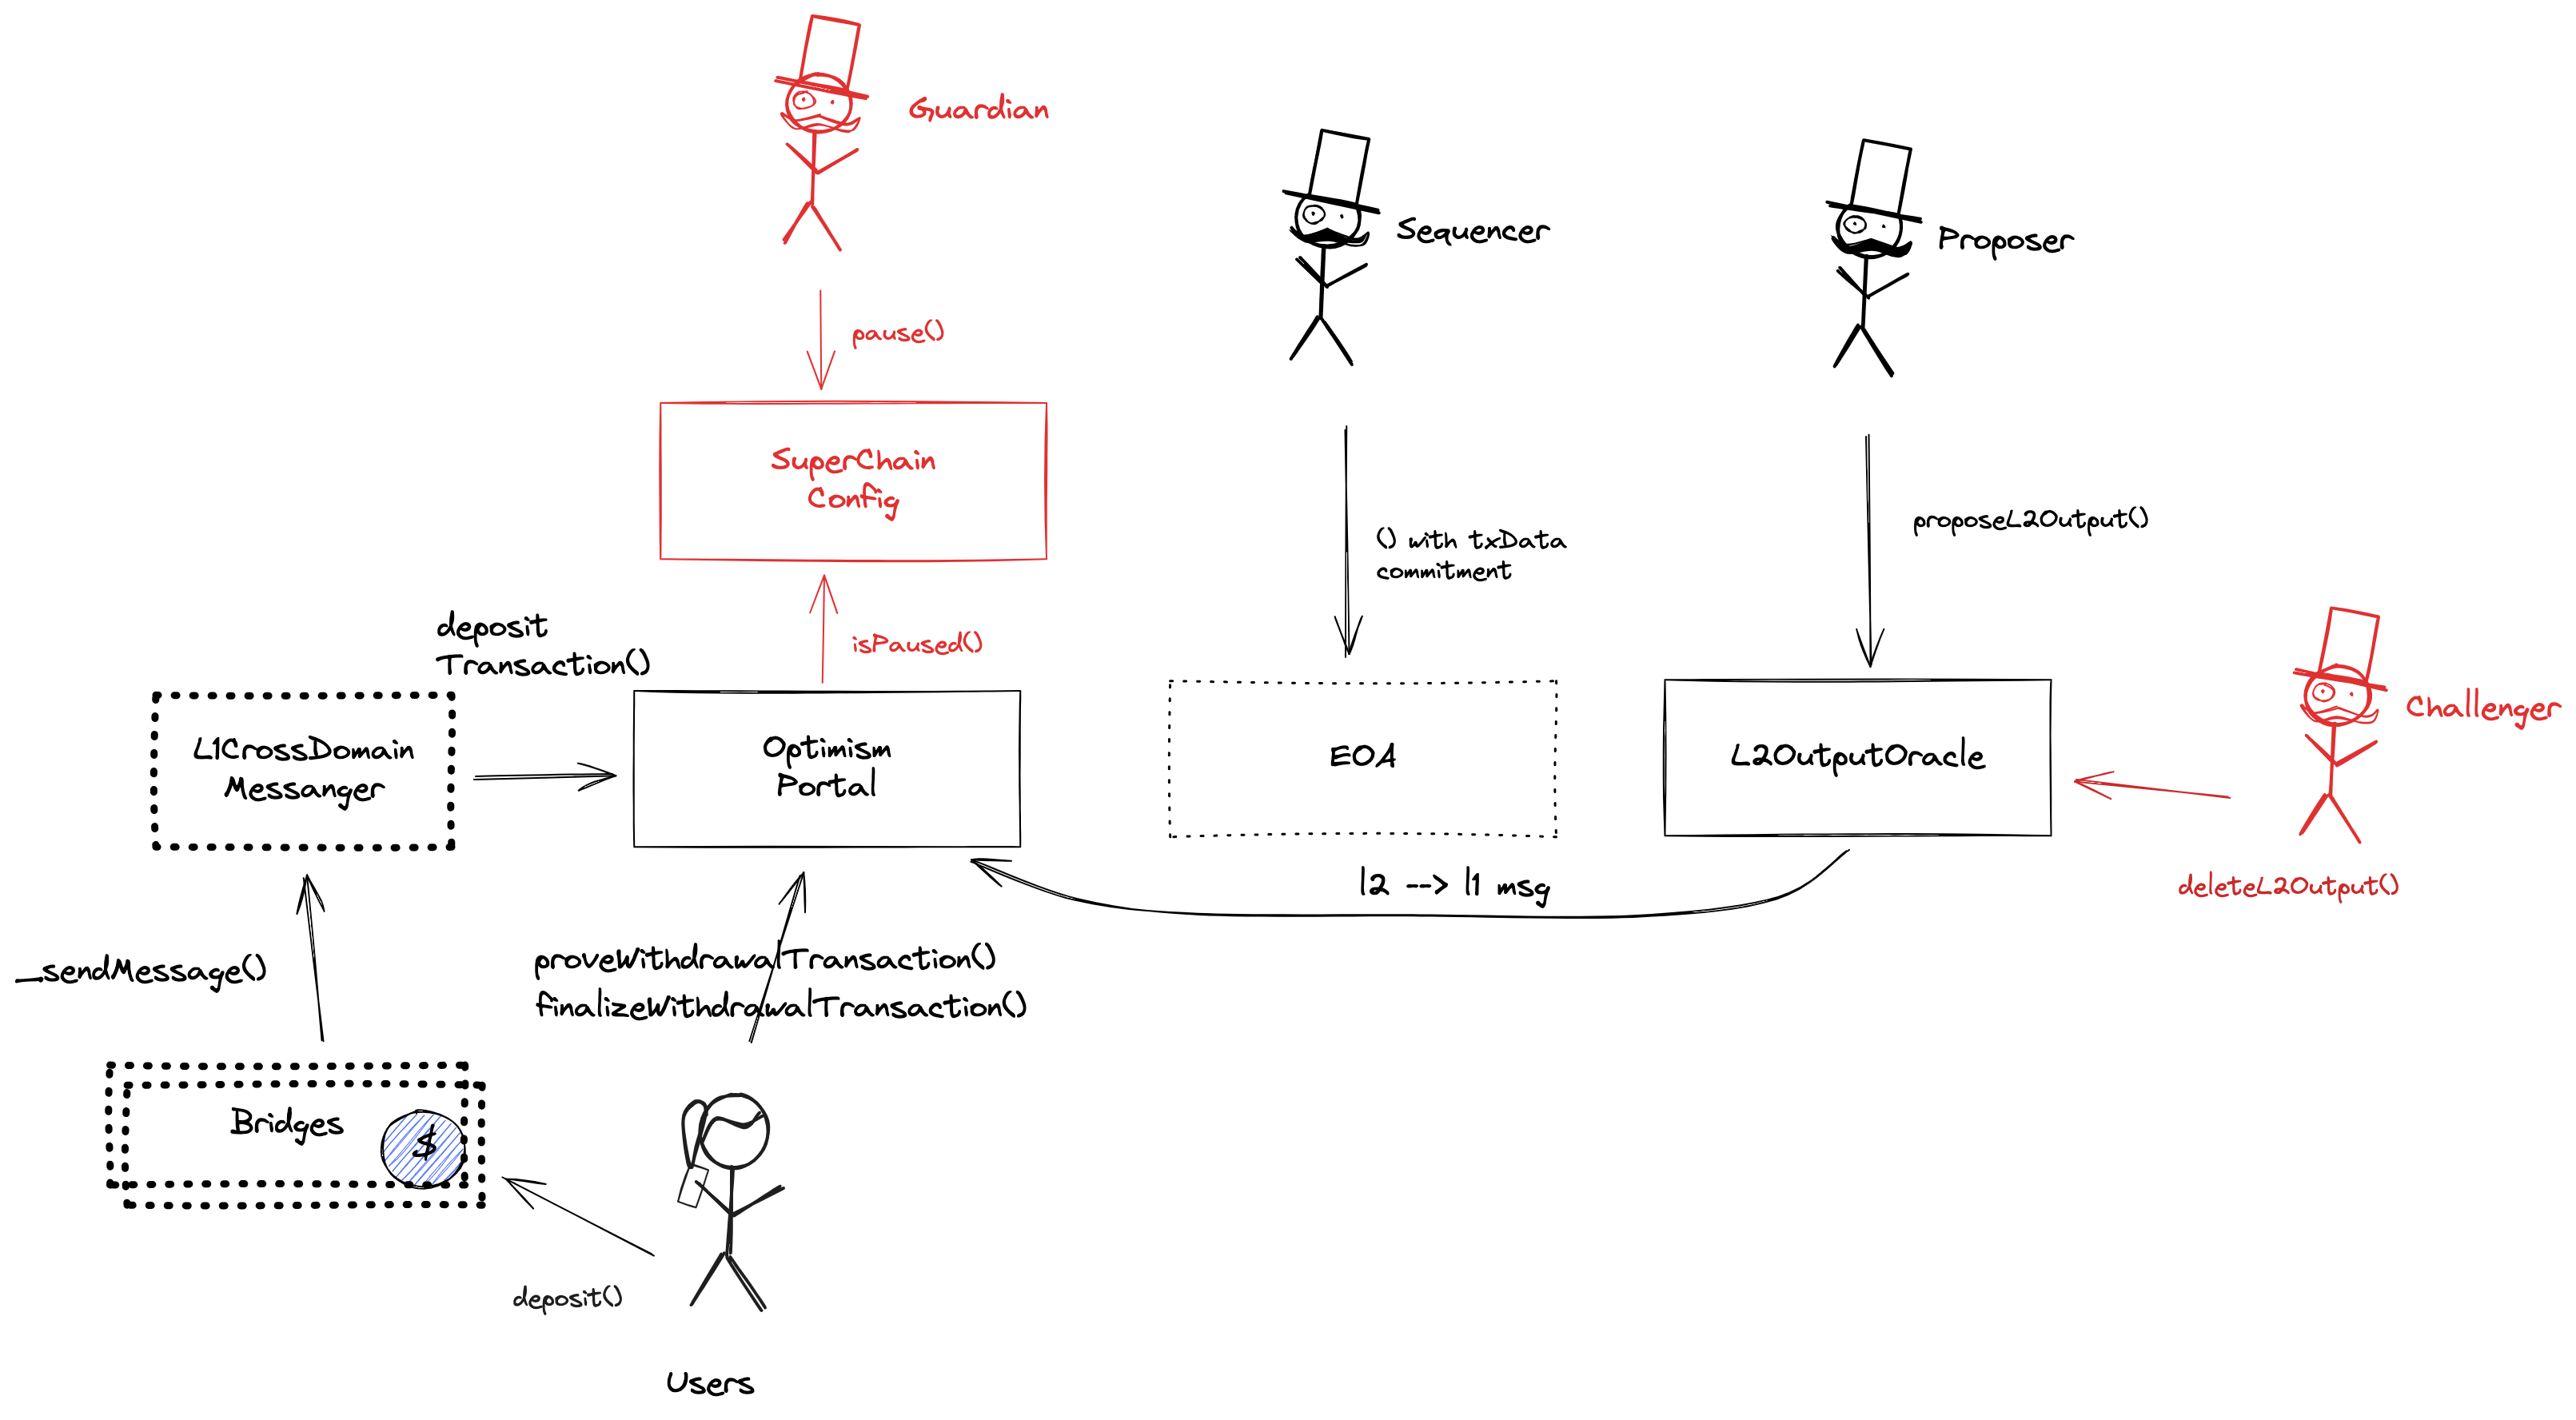 Guardian
Sequencer
Proposer
pause()
SuperChain
Config
() with txData
commitment
proposeL2Output()
deposit
Transaction()
isPaused()
L1CrossDomain
Messanger
Optimism
Portal
EOA
L2OutputOracle
Challenger
l2 --> l1 msg
deleteL2Output()
_sendMessage()
proveWithdrawalTransaction()
finalizeWithdrawalTransaction()
Bridges
$
deposit()
Users